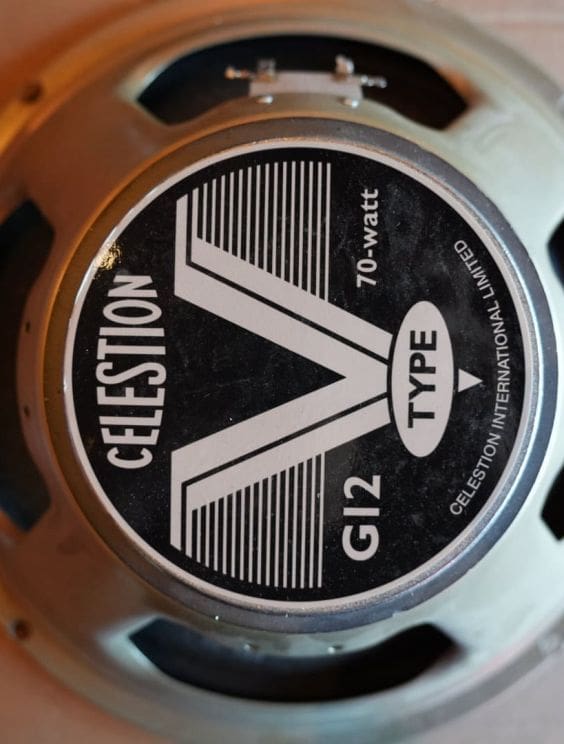 CELESTION
V
TYPE
G12
70-watt
CELESTION INTERNATIONAL LIMITED